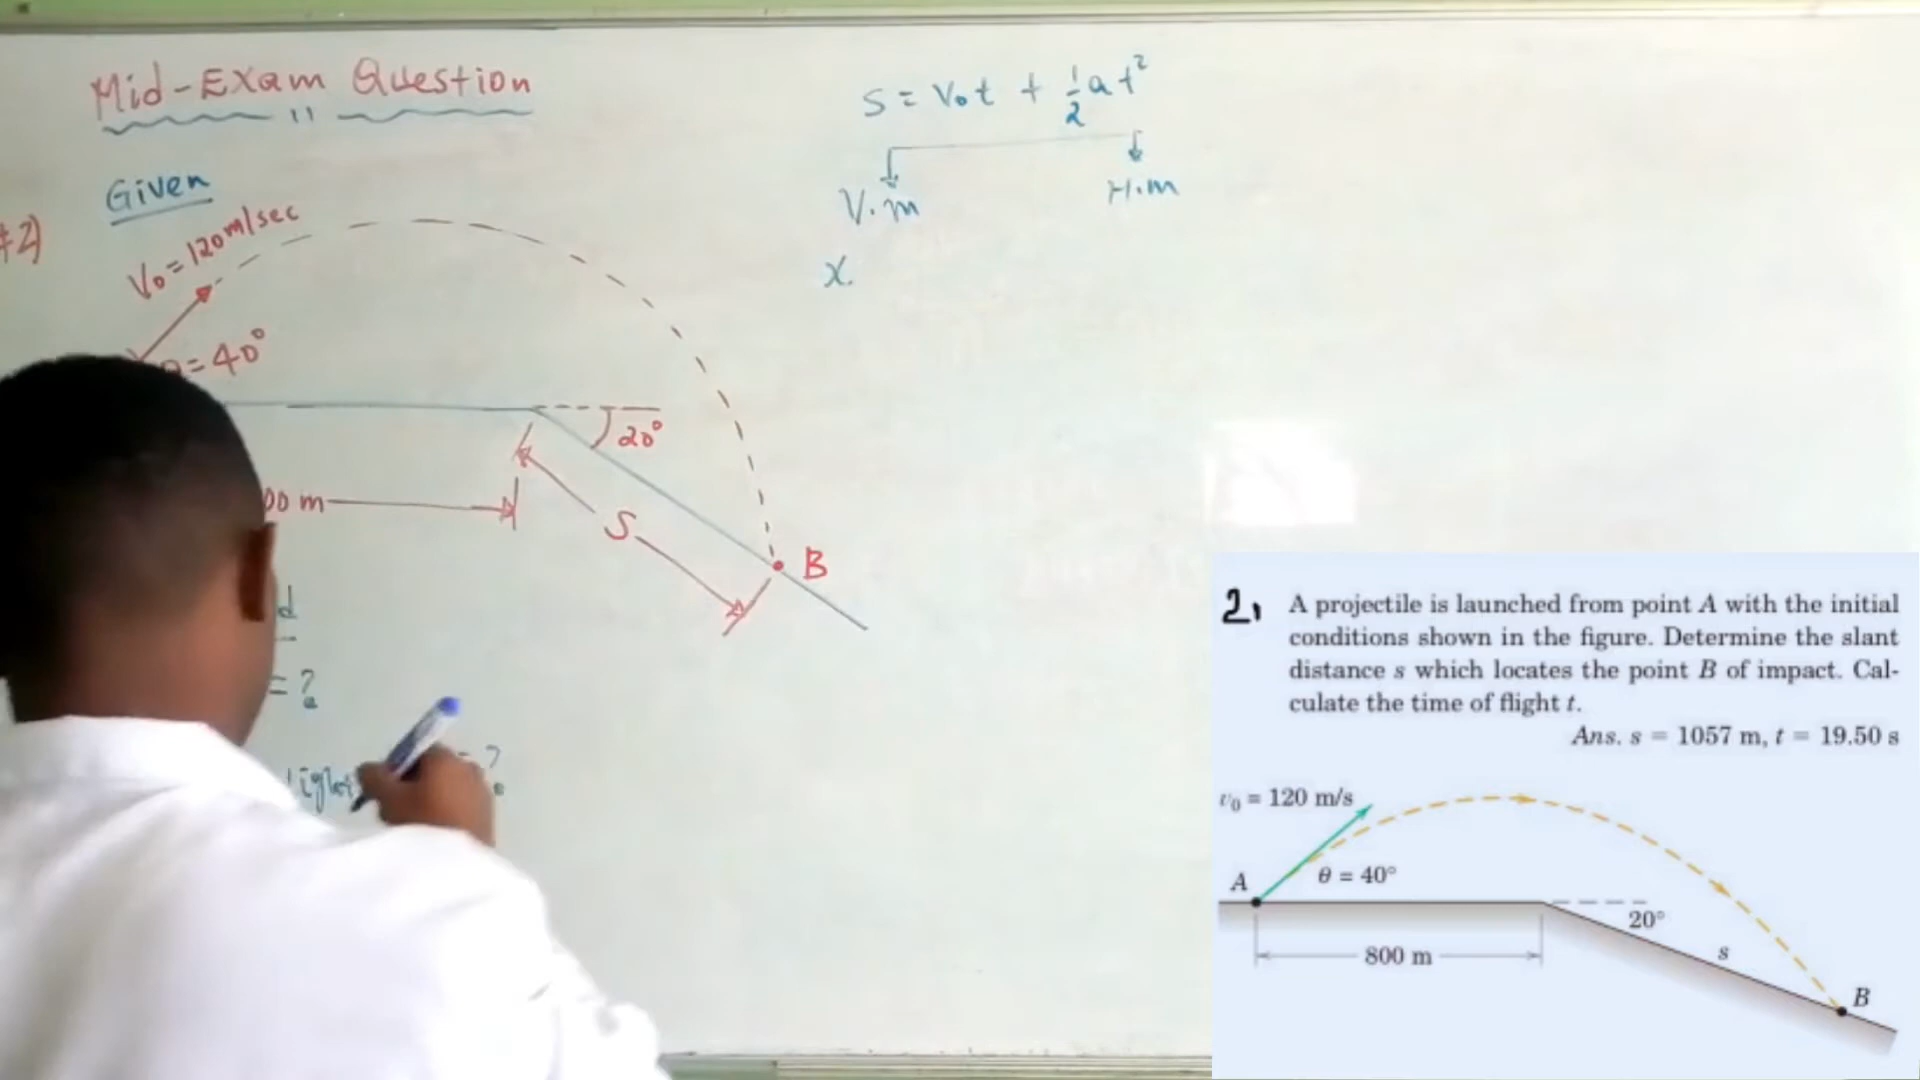 Mid-Exam Question
Given
#2)
V₀ = 120m/sec
= 40°
20°
00 m
S
B
d
= ?
= ?
S = V₀t + ½at²
V.m
H.m
X.
2.
A projectile is launched from point A with the initial
conditions shown in the figure. Determine the slant
distance s which locates the point B of impact. Cal-
culate the time of flight t.
Ans. s = 1057 m, t = 19.50 s
v₀ = 120 m/s
θ = 40°
A
20°
800 m
s
B